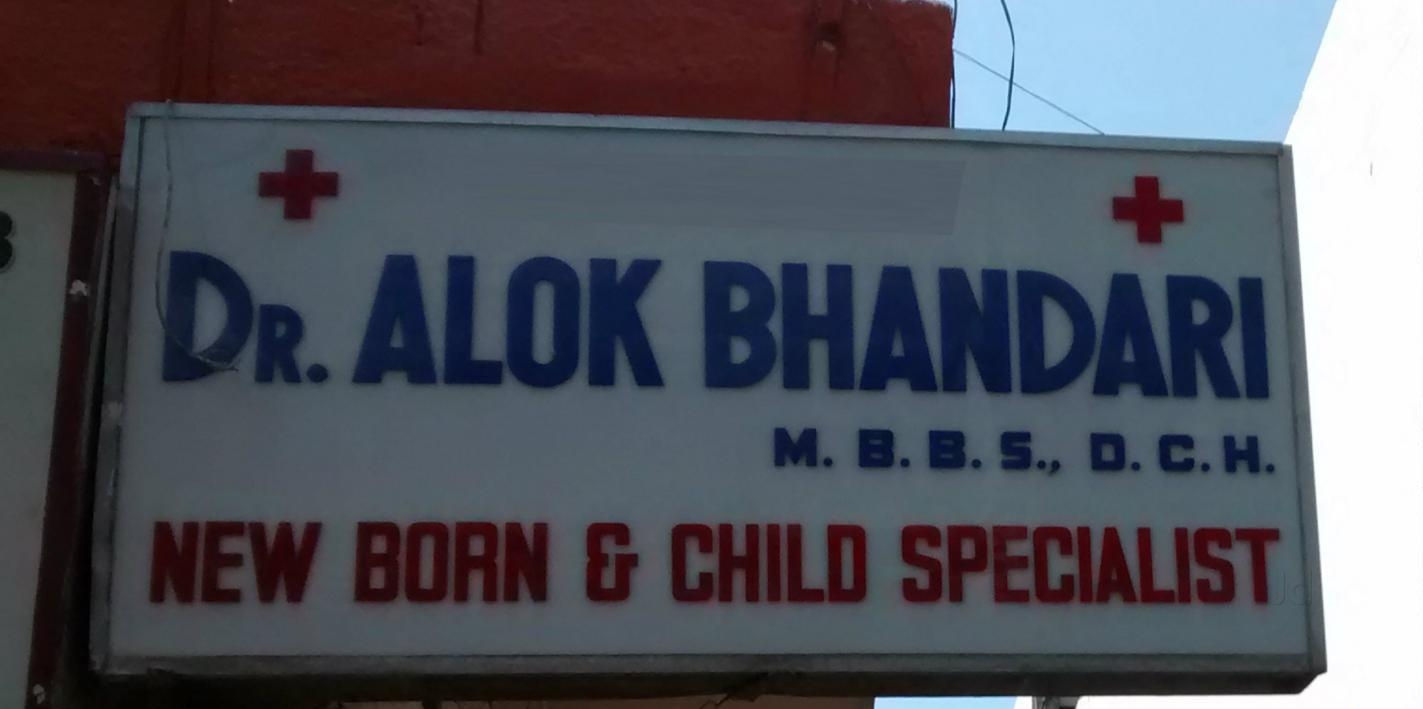 DR. ALOK BHANDARI
M. B. B. S., D. C. H.
NEW BORN & CHILD SPECIALIST